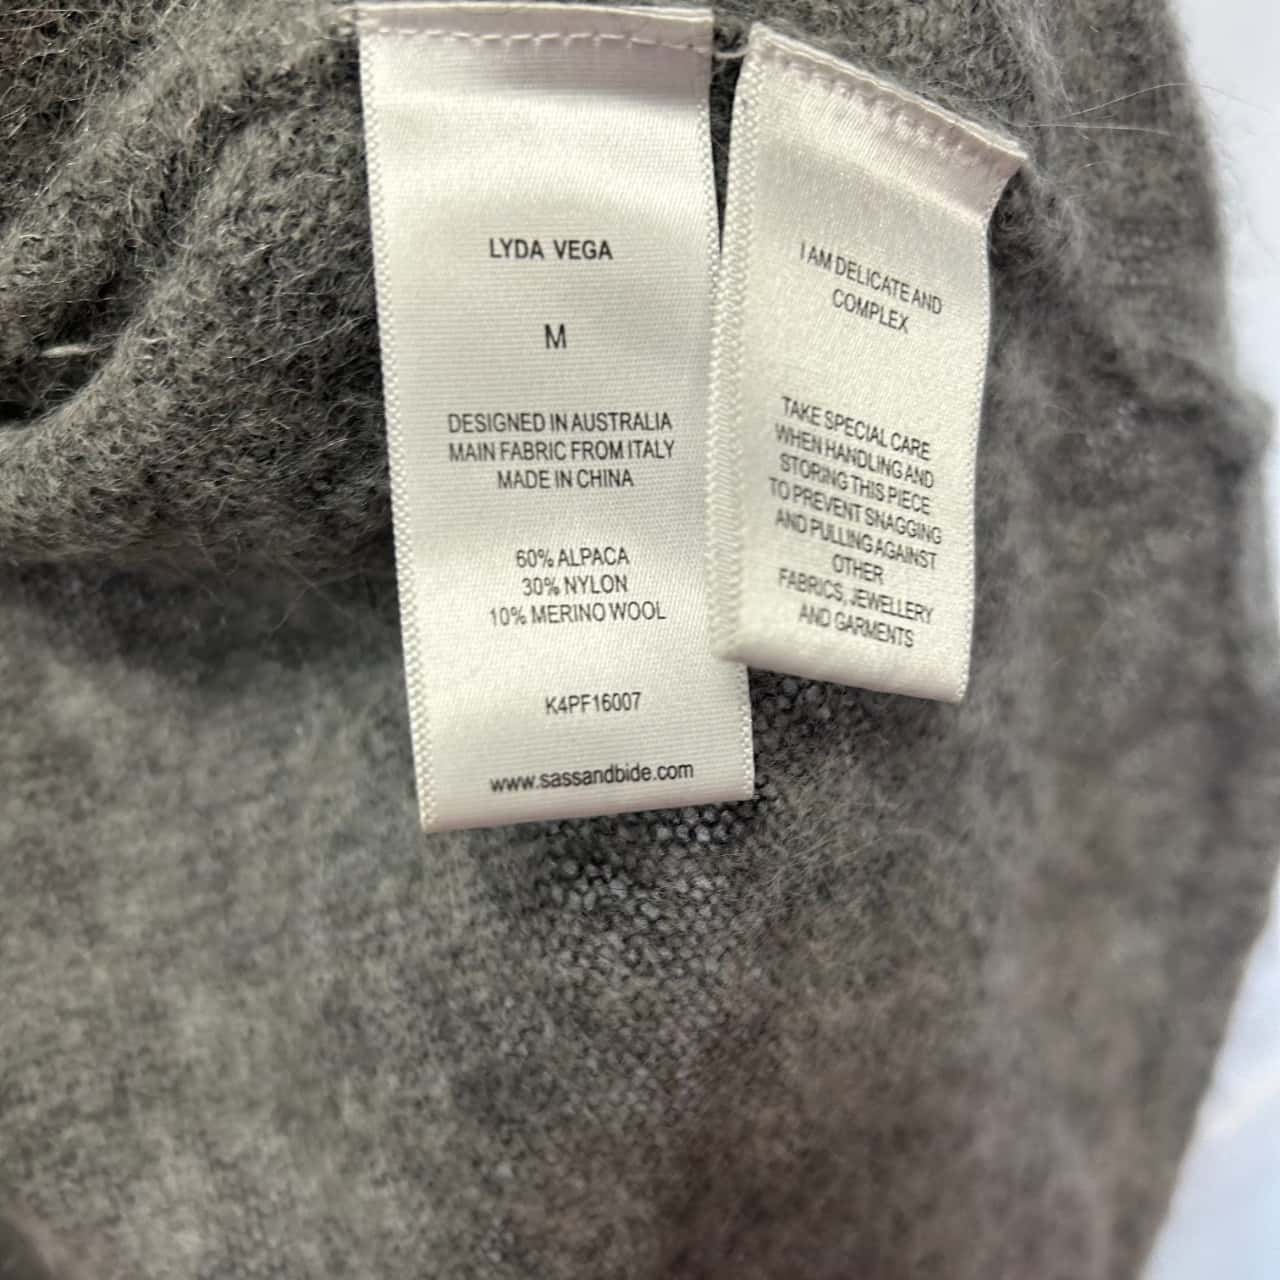 LYDA VEGA
M
DESIGNED IN AUSTRALIA
MAIN FABRIC FROM ITALY
MADE IN CHINA
60% ALPACA
30% NYLON
10% MERINO WOOL
K4PF16007
www.sassandbide.com
I AM DELICATE AND
COMPLEX
TAKE SPECIAL CARE
WHEN HANDLING AND
STORING THIS PIECE
TO PREVENT SNAGGING
AND PULLING AGAINST
OTHER
FABRICS, JEWELLERY
AND GARMENTS